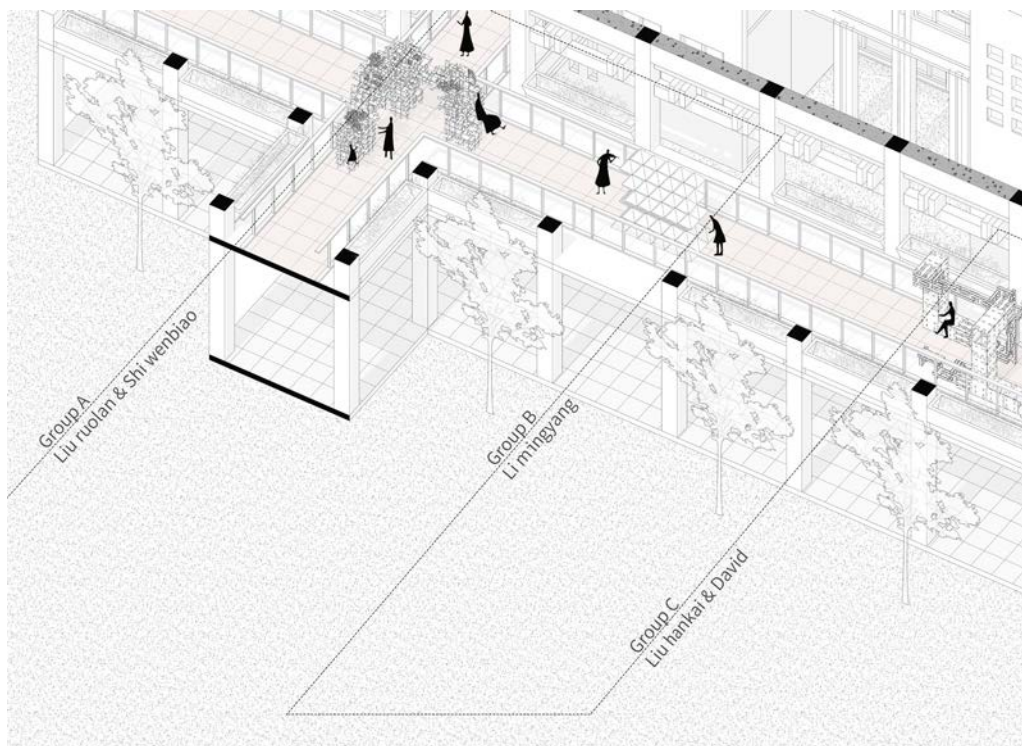 Group A
Liu ruolan & Shi wenbiao
Group B
Li mingyang
Group C
Liu hankai & David